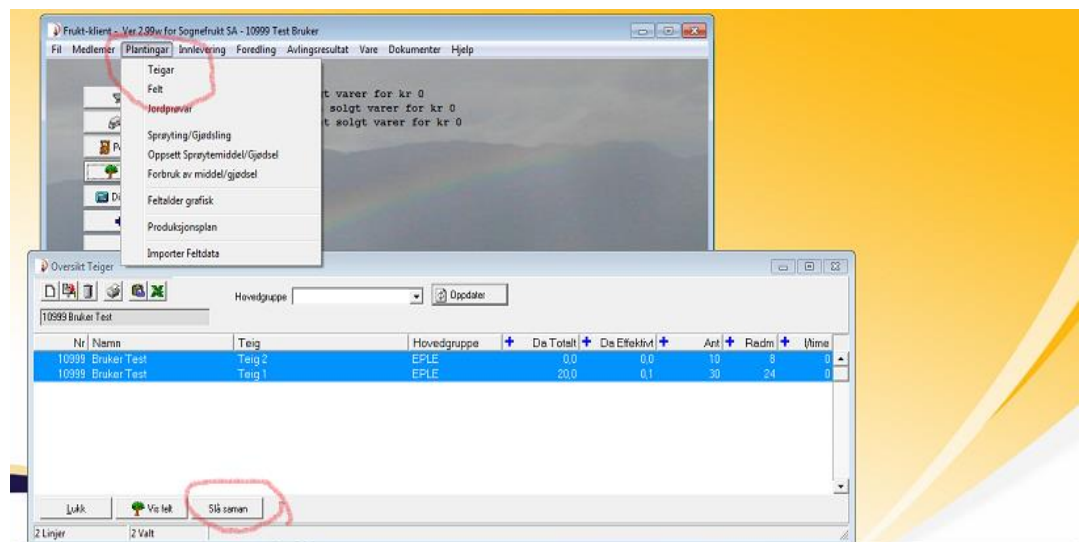 Frukt-klient - Ver 2.99w for Sognefrukt SA - 10999 Test Bruker
Fil Medlemer Plantingar Innlevering Foredling Avlingsresultat Vare Dokumenter Hjelp
Teigar
Felt
t varer for kr 0
Jordprøvar
solgt varer for kr 0
t solgt varer for kr 0
Sprøyting/Gjødsling
Oppsett Sprøytemiddel/Gjødsel
Forbruk av middel/gjødsel
Feltalder grafisk
Produksjonsplan
Importer Feltdata
Oversikt Teiger
Hovedgruppe Oppdater
10999 Bruker Test
Nr Namn Teig Hovedgruppe Da Totalt Da Effektivt Ant Radm l/time
10999 Bruker Test Teig 2 EPLE 0,0 0,0 10 8 0
10999 Bruker Test Teig 1 EPLE 20,0 0,1 30 24 0
Lukk Vis felt Slå saman
2 Linjer 2 Valt